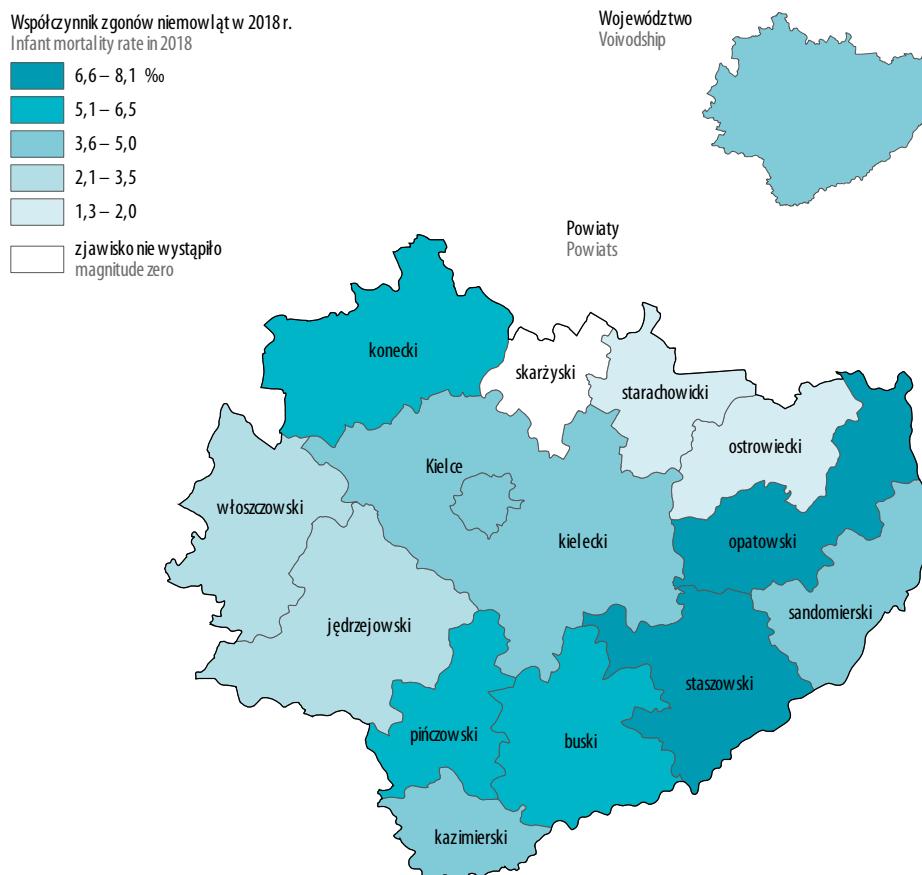 Współczynnik zgonów niemowląt w 2018 r.
Infant mortality rate in 2018
6,6 – 8,1 ‰
5,1 – 6,5
3,6 – 5,0
2,1 – 3,5
1,3 – 2,0
zjawisko nie wystąpiło
magnitude zero
Województwo
Voivodship
Powiaty
Powiats
konecki
skarżyski
starachowicki
ostrowiecki
Kielce
włoszczowski
kielecki
opatowski
sandomierski
jędrzejowski
staszowski
pińczowski
buski
kazimierski